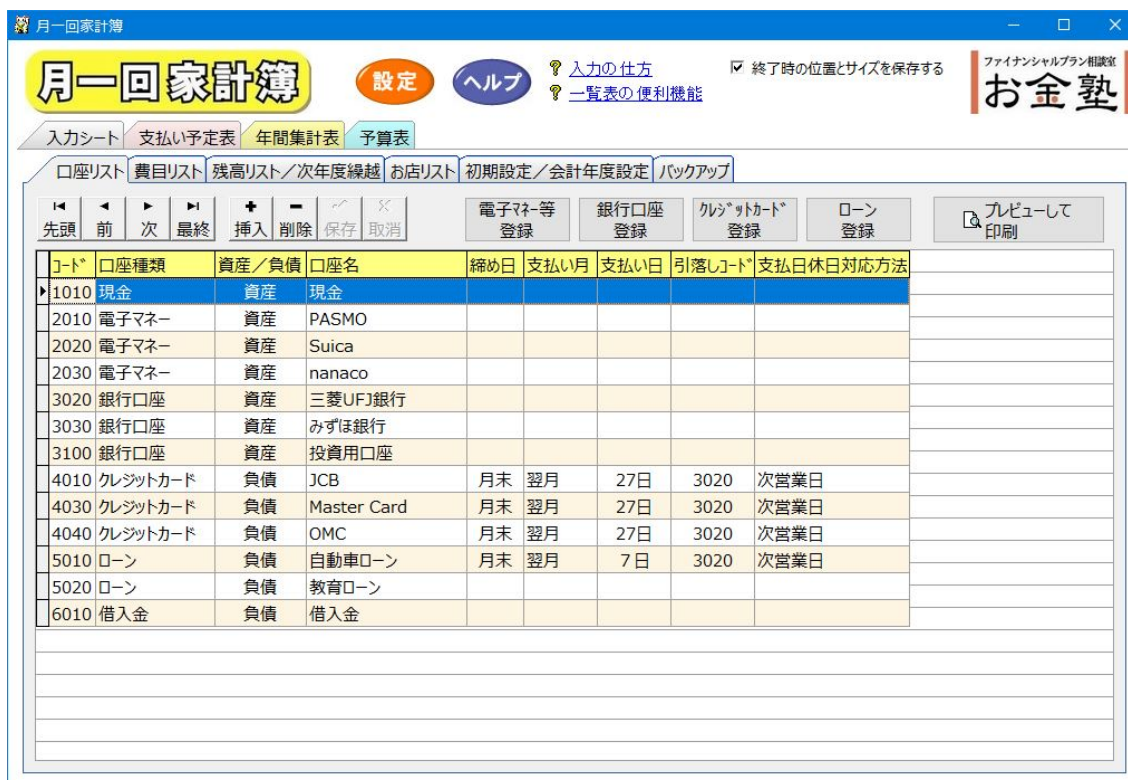 月一回家計簿
月一回家計簿
設定 ヘルプ ? 入力の仕方 終了時の位置とサイズを保存する ファイナンシャルプラン相談室
? 一覧表の便利機能 お金塾
入力シート 支払い予定表 年間集計表 予算表
口座リスト 費目リスト 残高リスト/次年度繰越 お店リスト 初期設定/会計年度設定 バックアップ
先頭 前 次 最終 挿入 削除 保存 取消 電子マネー等 銀行口座 クレジットカード ローン プレビューして
登録 登録 登録 登録 印刷
コード 口座種類 資産/負債 口座名 締め日 支払い月 支払い日 引落しコード 支払日休日対応方法
1010 現金 資産 現金
2010 電子マネー 資産 PASMO
2020 電子マネー 資産 Suica
2030 電子マネー 資産 nanaco
3020 銀行口座 資産 三菱UFJ銀行
3030 銀行口座 資産 みずほ銀行
3100 銀行口座 資産 投資用口座
4010 クレジットカード 負債 JCB 月末 翌月 27日 3020 次営業日
4030 クレジットカード 負債 Master Card 月末 翌月 27日 3020 次営業日
4040 クレジットカード 負債 OMC 月末 翌月 27日 3020 次営業日
5010 ローン 負債 自動車ローン 月末 翌月 7日 3020 次営業日
5020 ローン 負債 教育ローン
6010 借入金 負債 借入金